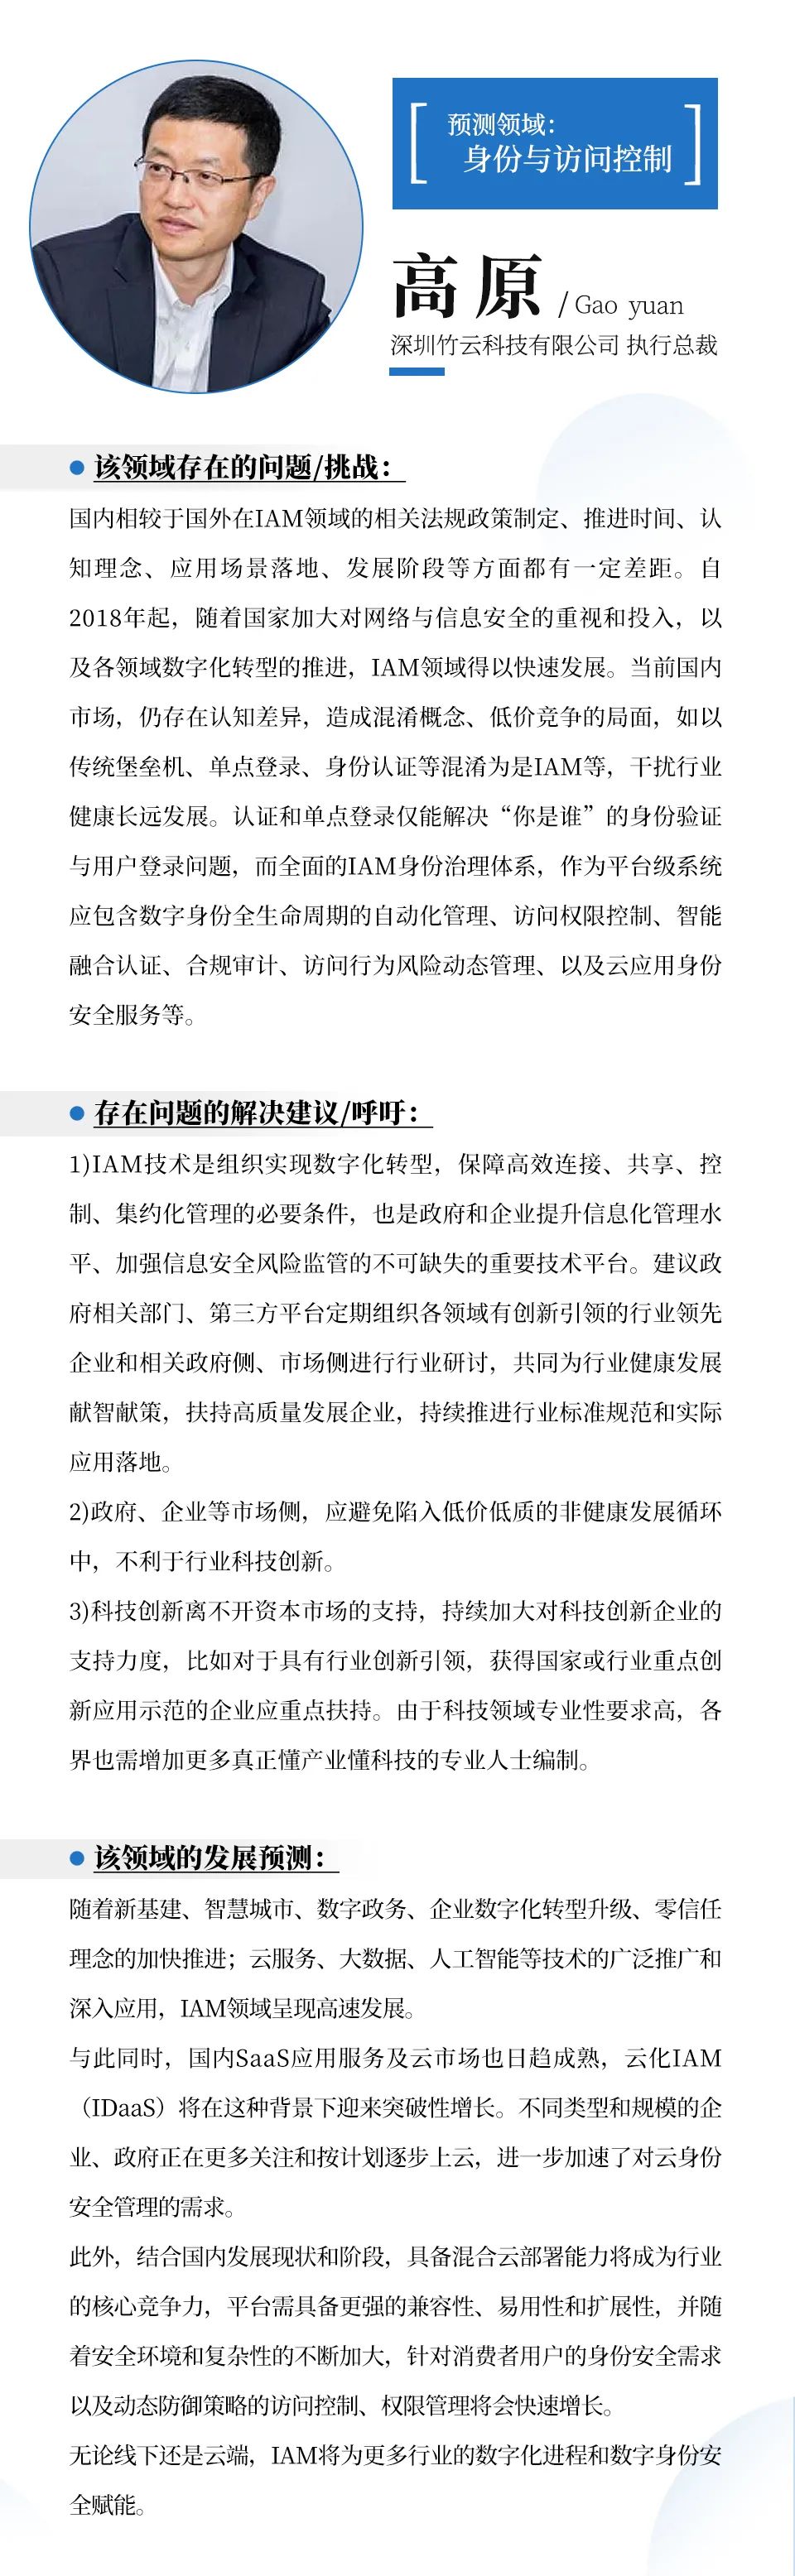 预测领域：
身份与访问控制
高原 / Gao yuan
深圳竹云科技有限公司 执行总裁
该领域存在的问题/挑战：
国内相较于国外在IAM领域的相关法规政策制定、推进时间、认
知理念、应用场景落地、发展阶段等方面都有一定差距。自
2018年起，随着国家加大对网络与信息安全的重视和投入，以
及各领域数字化转型的推进，IAM领域得以快速发展。当前国内
市场，仍存在认知差异，造成混淆概念、低价竞争的局面，如以
传统堡垒机、单点登录、身份认证等混淆为是IAM等，干扰行业
健康长远发展。认证和单点登录仅能解决“你是谁”的身份验证
与用户登录问题，而全面的IAM身份治理体系，作为平台级系统
应包含数字身份全生命周期的自动化管理、访问权限控制、智能
融合认证、合规审计、访问行为风险动态管理、以及云应用身份
安全服务等。
存在问题的解决建议/呼吁：
1)IAM技术是组织实现数字化转型，保障高效连接、共享、控
制、集约化管理的必要条件，也是政府和企业提升信息化管理水
平、加强信息安全风险监管的不可缺失的重要技术平台。建议政
府相关部门、第三方平台定期组织各领域有创新引领的行业领先
企业和相关政府侧、市场侧进行行业研讨，共同为行业健康发展
献智献策，扶持高质量发展企业，持续推进行业标准规范和实际
应用落地。
2)政府、企业等市场侧，应避免陷入低价低质的非健康发展循环
中，不利于行业科技创新。
3)科技创新离不开资本市场的支持，持续加大对科技创新企业的
支持力度，比如对于具有行业创新引领，获得国家或行业重点创
新应用示范的企业应重点扶持。由于科技领域专业性要求高，各
界也需增加更多真正懂产业懂科技的专业人士编制。
该领域的发展预测：
随着新基建、智慧城市、数字政务、企业数字化转型升级、零信任
理念的加快推进；云服务、大数据、人工智能等技术的广泛推广和
深入应用，IAM领域呈现高速发展。
与此同时，国内SaaS应用服务及云市场也日趋成熟，云化IAM
（IDaaS）将在这种背景下迎来突破性增长。不同类型和规模的企
业、政府正在更多关注和按计划逐步上云，进一步加速了对云身份
安全管理的需求。
此外，结合国内发展现状和阶段，具备混合云部署能力将成为行业
的核心竞争力，平台需具备更强的兼容性、易用性和扩展性，并随
着安全环境和复杂性的不断加大，针对消费者用户的身份安全需求
以及动态防御策略的访问控制、权限管理将会快速增长。
无论线下还是云端，IAM将为更多行业的数字化进程和数字身份安
全赋能。